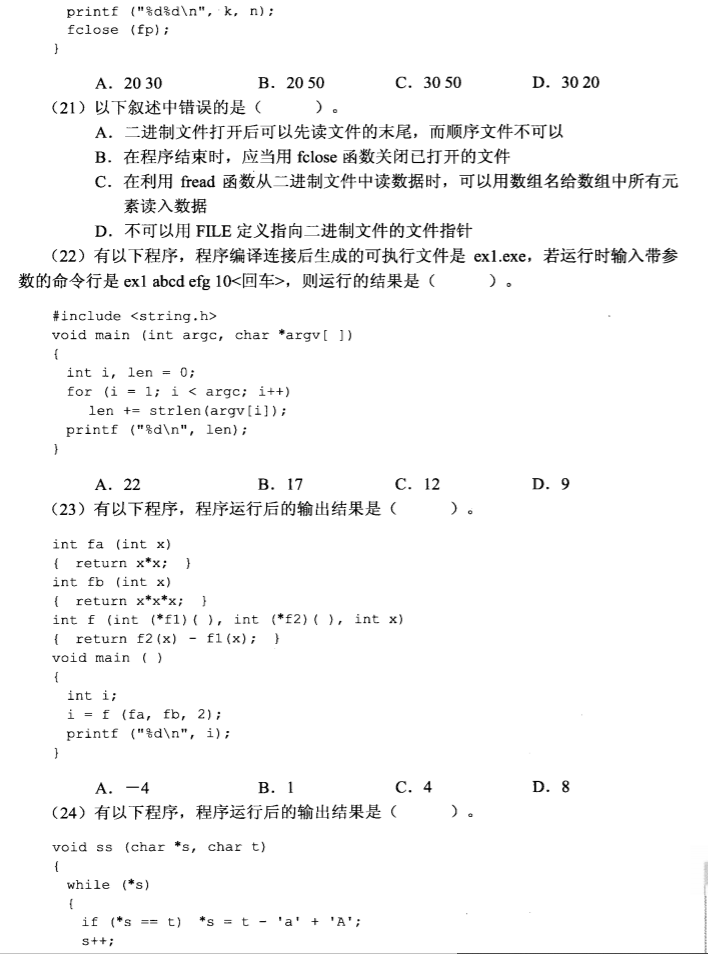 printf ("%d%d\n", k, n);
fclose (fp);
}
A. 20 30 B. 20 50 C. 30 50 D. 30 20
（21）以下叙述中错误的是（ ）。
A. 二进制文件打开后可以先读文件的末尾，而顺序文件不可以
B. 在程序结束时，应当用 fclose 函数关闭已打开的文件
C. 在利用 fread 函数从二进制文件中读数据时，可以用数组名给数组中所有元
素读入数据
D. 不可以用 FILE 定义指向二进制文件的文件指针
（22）有以下程序，程序编译连接后生成的可执行文件是 ex1.exe，若运行时输入带参
数的命令行是 ex1 abcd efg 10<回车>，则运行的结果是（ ）。
#include <string.h>
void main (int argc, char *argv[ ])
{
int i, len = 0;
for (i = 1; i < argc; i++)
len += strlen(argv[i]);
printf ("%d\n", len);
}
A. 22 B. 17 C. 12 D. 9
（23）有以下程序，程序运行后的输出结果是（ ）。
int fa (int x)
{ return x*x; }
int fb (int x)
{ return x*x*x; }
int f (int (*f1)( ), int (*f2)( ), int x)
{ return f2(x) - f1(x); }
void main ( )
{
int i;
i = f (fa, fb, 2);
printf ("%d\n", i);
}
A. －4 B. 1 C. 4 D. 8
（24）有以下程序，程序运行后的输出结果是（ ）。
void ss (char *s, char t)
{
while (*s)
{
if (*s == t) *s = t - 'a' + 'A';
s++;